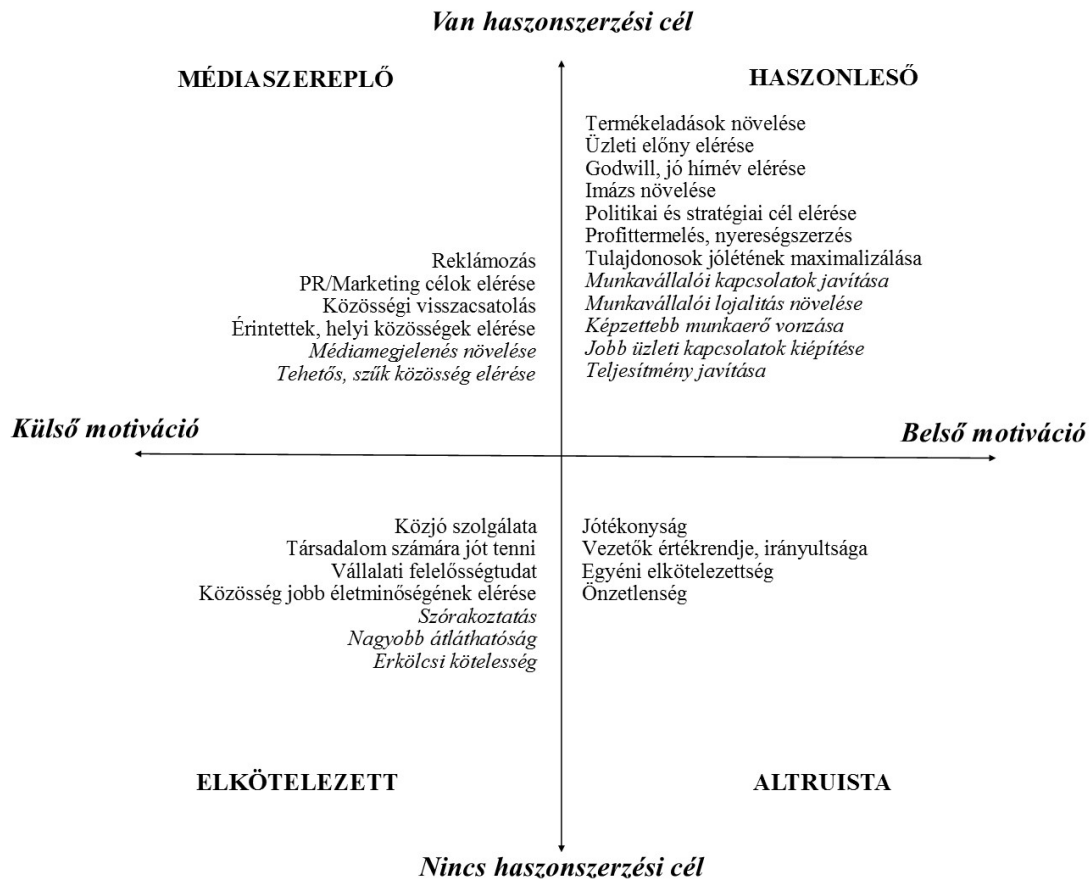 Van haszonszerzési cél
MÉDIASZEREPLŐ
HASZONLESŐ
Termékeladások növelése
Üzleti előny elérése
Godwill, jó hírnév elérése
Imázs növelése
Politikai és stratégiai cél elérése
Profittermelés, nyereségszerzés
Tulajdonosok jólétének maximalizálása
Munkavállalói kapcsolatok javítása
Munkavállalói lojalitás növelése
Képzettebb munkaerő vonzása
Jobb üzleti kapcsolatok kiépítése
Teljesítmény javítása
Reklámozás
PR/Marketing célok elérése
Közösségi visszacsatolás
Érintettek, helyi közösségek elérése
Médiamegjelenés növelése
Tehetős, szűk közösség elérése
Külső motiváció
Belső motiváció
Közjó szolgálata
Társadalom számára jót tenni
Vállalati felelősségtudat
Közösség jobb életminőségének elérése
Szórakoztatás
Nagyobb átláthatóság
Erkölcsi kötelesség
Jótékonyság
Vezetők értékrendje, irányultsága
Egyéni elkötelezettség
Önzetlenség
ELKÖTELEZETT
ALTRUISTA
Nincs haszonszerzési cél